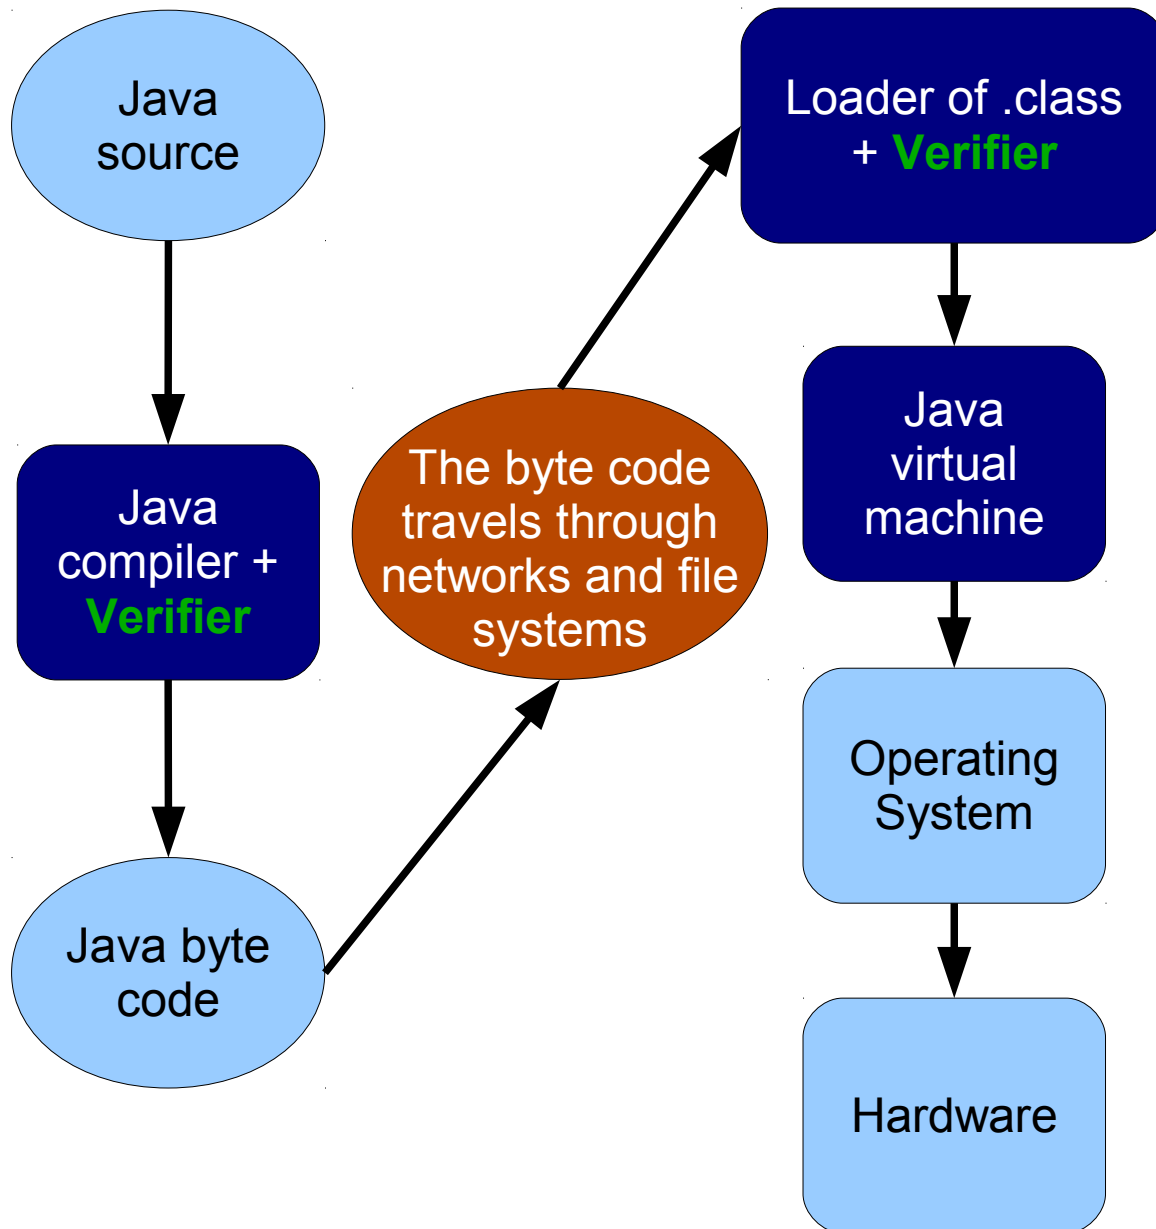 Java
source
Java
compiler +
Verifier
Java byte
code
The byte code
travels through
networks and file
systems
Loader of .class
+ Verifier
Java
virtual
machine
Operating
System
Hardware